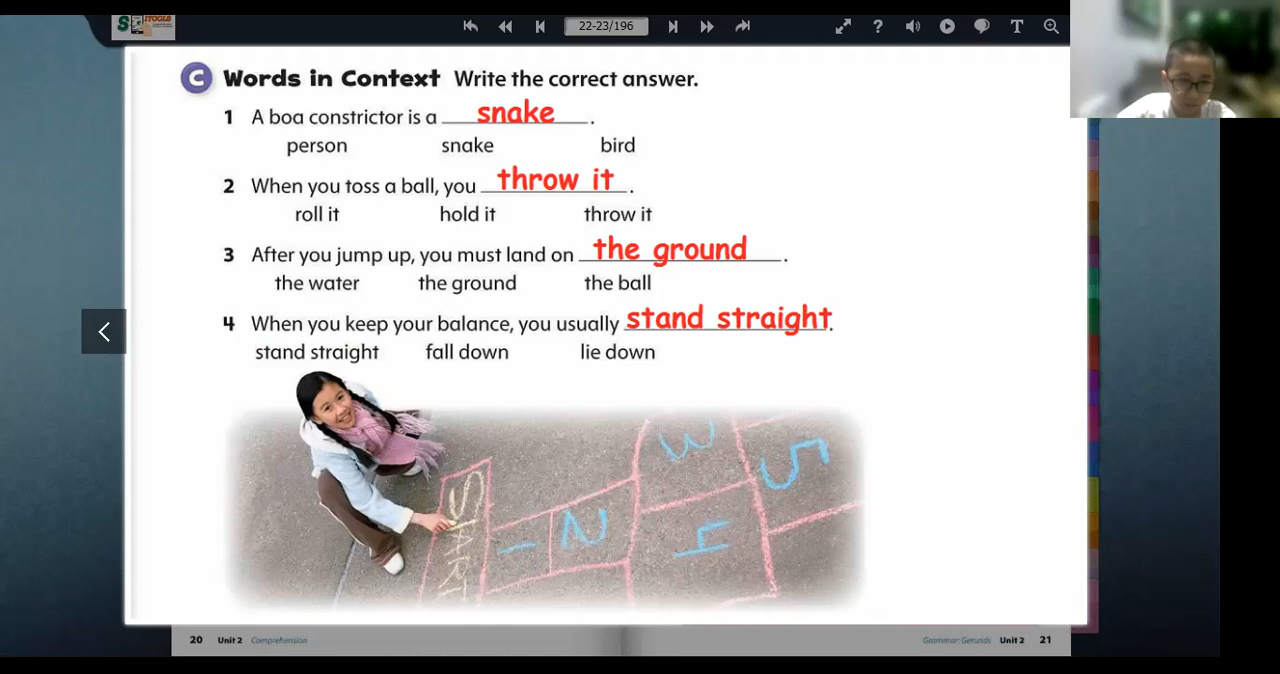 S ITOOLS
22-23/196
? T
C Words in Context Write the correct answer.
1 A boa constrictor is a snake.
person snake bird
2 When you toss a ball, you throw it.
roll it hold it throw it
3 After you jump up, you must land on the ground.
the water the ground the ball
4 When you keep your balance, you usually stand straight.
stand straight fall down lie down
START
1 2 3 4 5
20 Unit 2 Comprehension
Grammar: Gerunds Unit 2 21